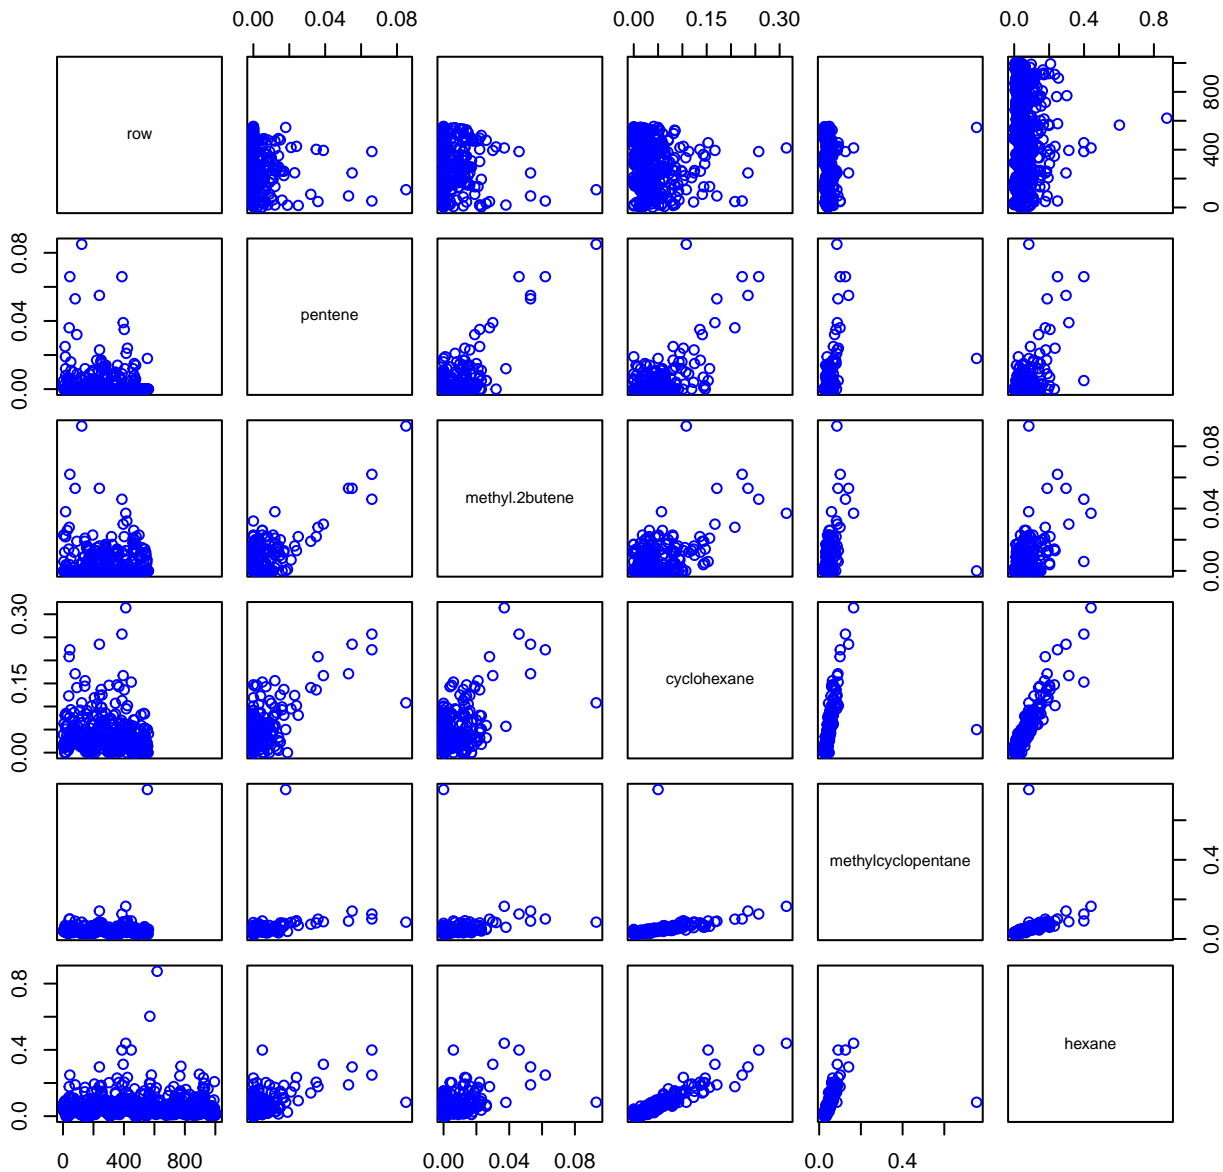 0.00 0.04 0.08 0.00 0.15 0.30 0.0 0.4 0.8
row
0 400 800
0.00 0.04 0.08
pentene
methyl.2butene
0.00 0.04 0.08
0.00 0.15 0.30
cyclohexane
methylcyclopentane
0.0 0.4
0.0 0.4 0.8
hexane
0 400 800 0.00 0.04 0.08 0.0 0.4